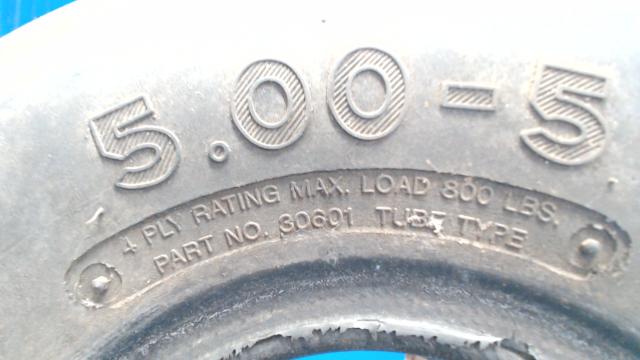 5.00-5
4 PLY RATING MAX. LOAD 800 LBS.
PART NO. 30601 TUBE TYPE